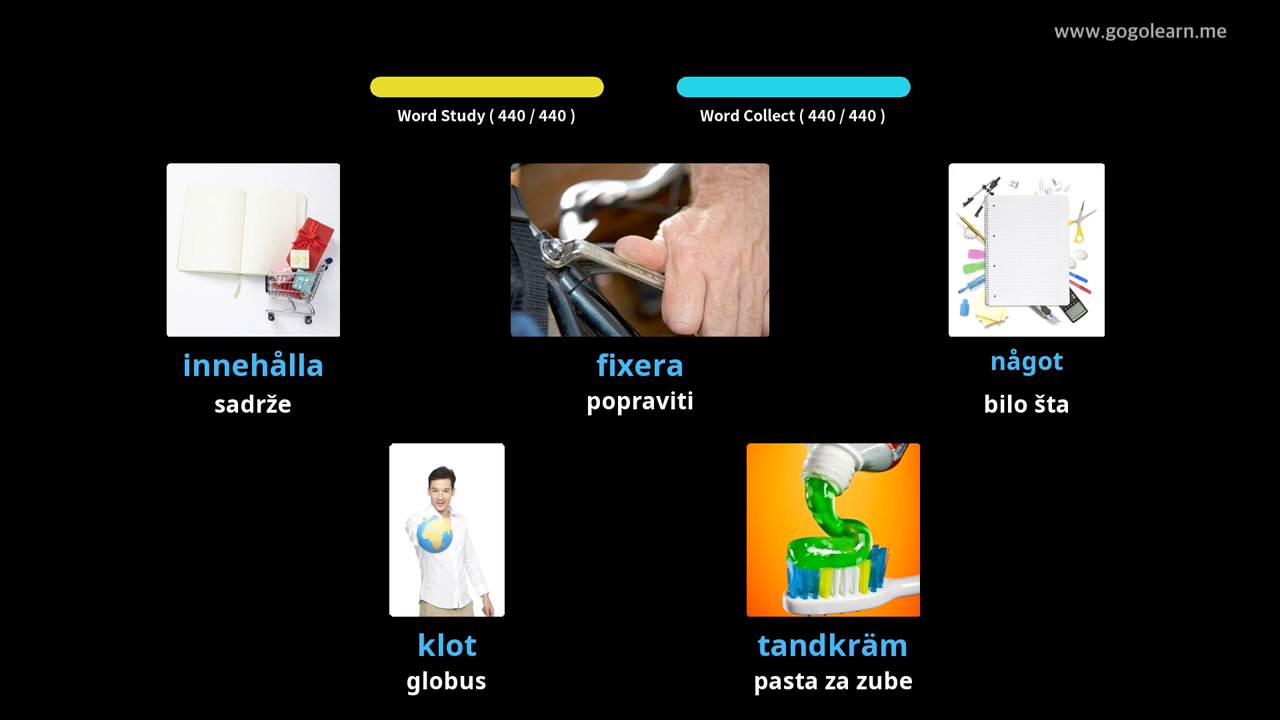 www.gogolearn.me
Word Study ( 440 / 440 )
Word Collect ( 440 / 440 )
innehålla
sadrže
fixera
popraviti
något
bilo šta
klot
globus
tandkräm
pasta za zube